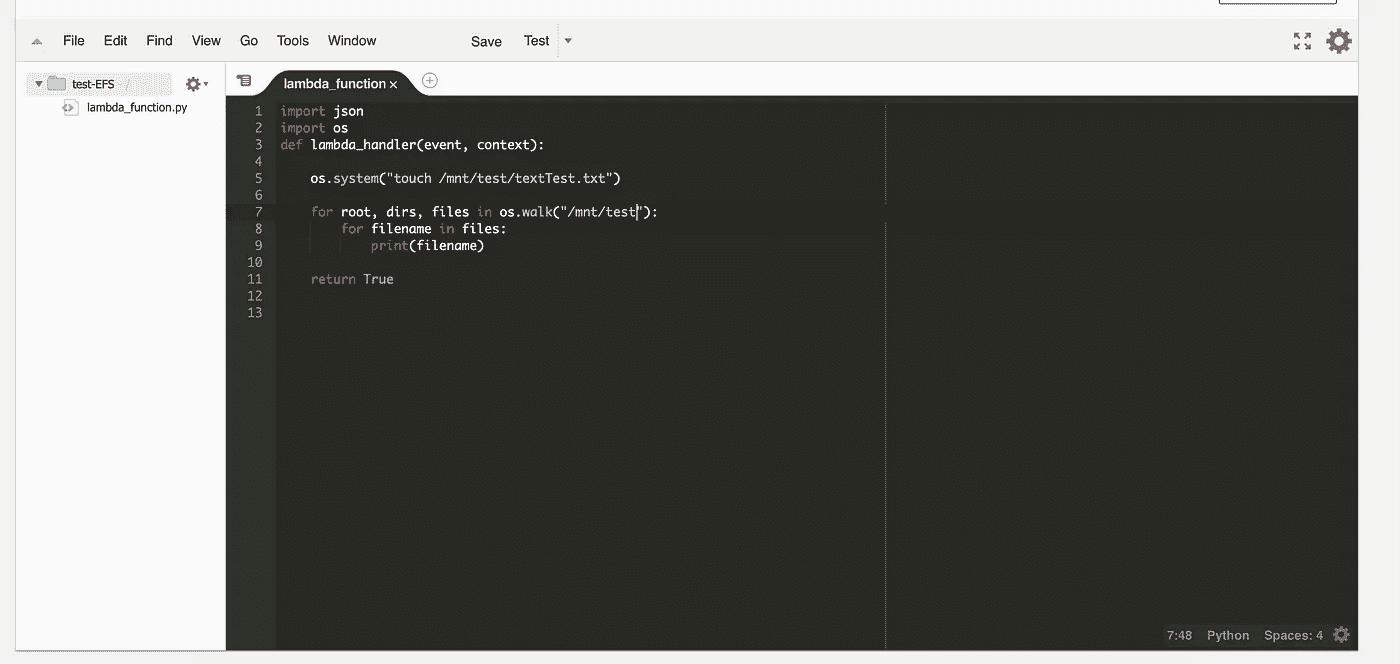 File Edit Find View Go Tools Window Save Test
test-EFS /
lambda_function.py
lambda_function ×
1 import json
2 import os
3 def lambda_handler(event, context):
4
5     os.system("touch /mnt/test/textTest.txt")
6
7     for root, dirs, files in os.walk("/mnt/test"):
8         for filename in files:
9             print(filename)
10
11     return True
12
13
7:48 Python Spaces: 4